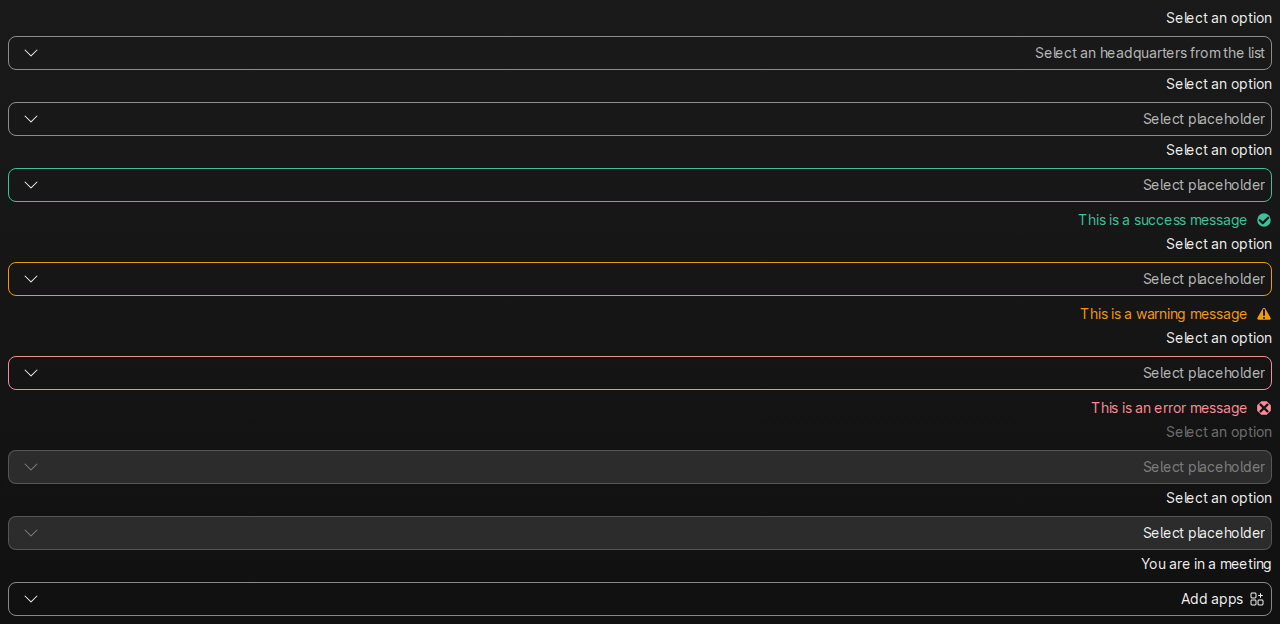 Select an option
Select an headquarters from the list
Select an option
Select placeholder
Select an option
Select placeholder
This is a success message
Select an option
Select placeholder
This is a warning message
Select an option
Select placeholder
This is an error message
Select an option
Select placeholder
Select an option
Select placeholder
You are in a meeting
Add apps